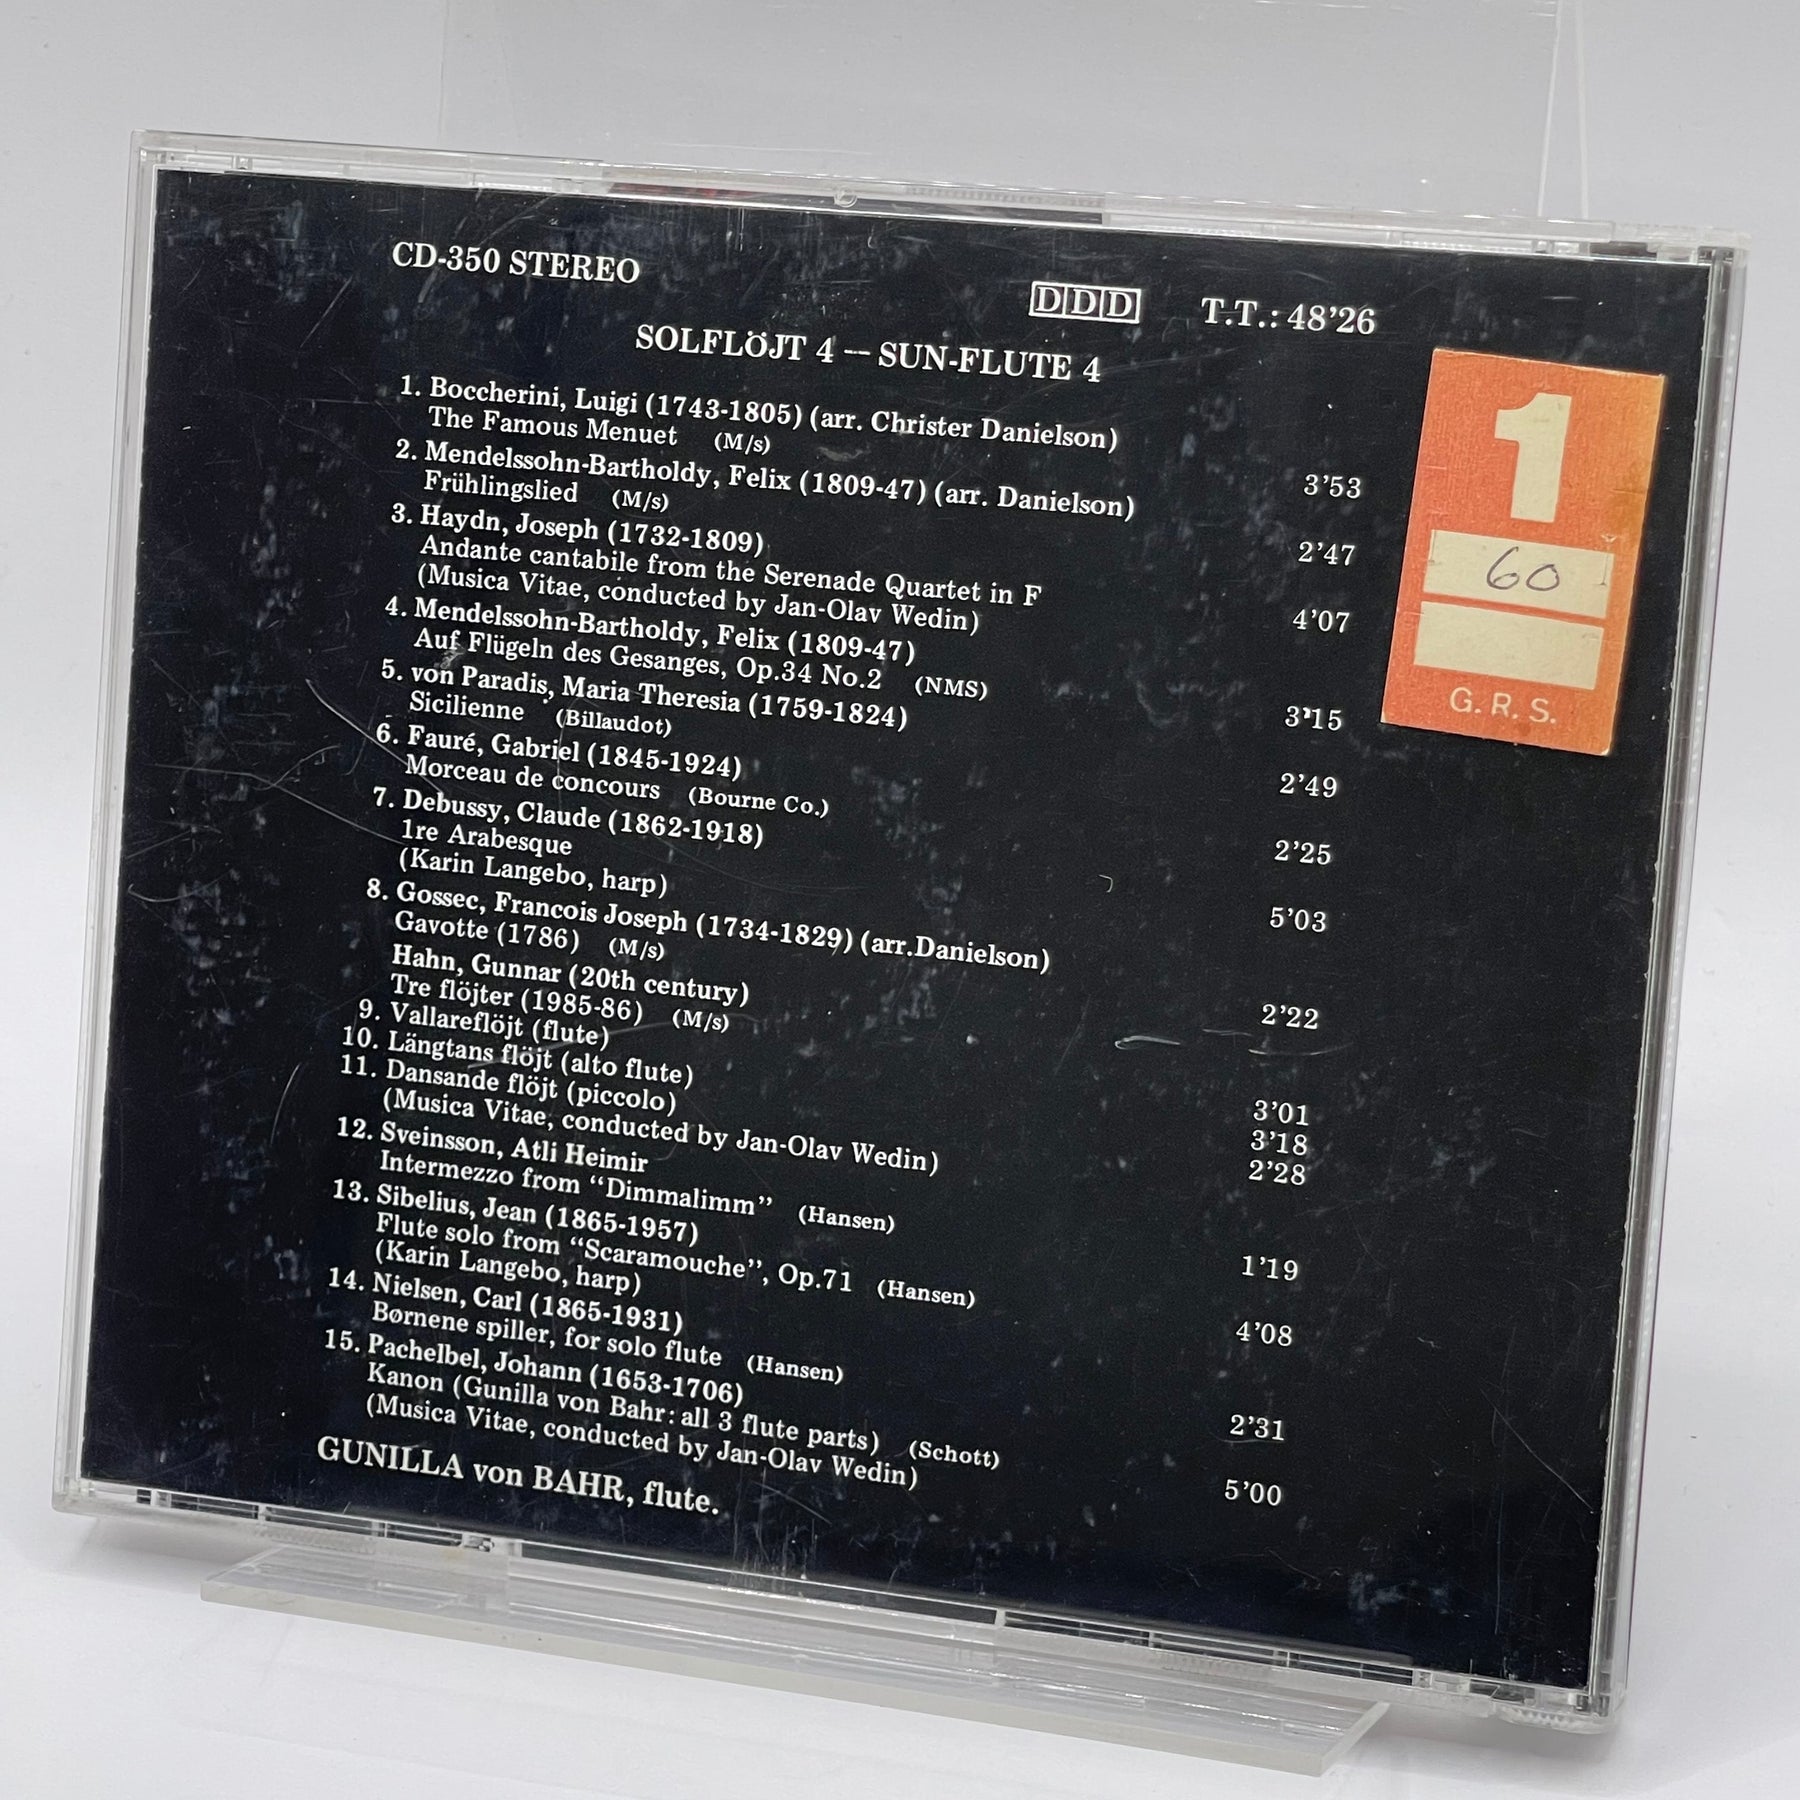 CD-350 STEREO
DDD T.T.: 48'26
SOLFLÖJT 4 — SUN-FLUTE 4
1. Boccherini, Luigi (1743-1805) (arr. Christer Danielson)
The Famous Menuet (M/s) 3'53
2. Mendelssohn-Bartholdy, Felix (1809-47) (arr. Danielson)
Frühlingslied (M/s) 2'47
3. Haydn, Joseph (1732-1809)
Andante cantabile from the Serenade Quartet in F 4'07
(Musica Vitae, conducted by Jan-Olav Wedin)
4. Mendelssohn-Bartholdy, Felix (1809-47)
Auf Flügeln des Gesanges, Op.34 No.2 (NMS) 3'15
5. von Paradis, Maria Theresia (1759-1824)
Sicilienne (Billaudot) 2'49
6. Fauré, Gabriel (1845-1924)
Morceau de concours (Bourne Co.) 2'25
7. Debussy, Claude (1862-1918)
1re Arabesque 5'03
(Karin Langebo, harp)
8. Gossec, Francois Joseph (1734-1829) (arr.Danielson)
Gavotte (1786) (M/s) 2'22
Hahn, Gunnar (20th century)
Tre flöjter (1985-86) (M/s)
9. Vallareflöjt (flute) 3'01
10. Längtans flöjt (alto flute) 3'18
11. Dansande flöjt (piccolo) 2'28
(Musica Vitae, conducted by Jan-Olav Wedin)
12. Sveinsson, Atli Heimir
Intermezzo from "Dimmalimm" (Hansen) 1'19
13. Sibelius, Jean (1865-1957)
Flute solo from "Scaramouche", Op.71 (Hansen) 4'08
(Karin Langebo, harp)
14. Nielsen, Carl (1865-1931)
Børnene spiller, for solo flute (Hansen) 2'31
15. Pachelbel, Johann (1653-1706)
Kanon (Gunilla von Bahr: all 3 flute parts) (Schott) 5'00
(Musica Vitae, conducted by Jan-Olav Wedin)
GUNILLA von BAHR, flute.
1
60
G. R. S.